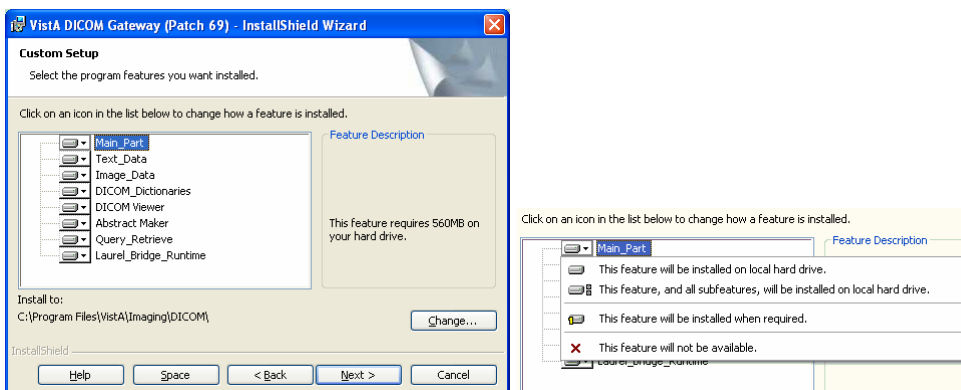 VistA DICOM Gateway (Patch 69) - InstallShield Wizard
Custom Setup
Select the program features you want installed.
Click on an icon in the list below to change how a feature is installed.
Main_Part
Text_Data
Image_Data
DICOM_Dictionaries
DICOM Viewer
Abstract Maker
Query_Retrieve
Laurel_Bridge_Runtime
Feature Description
This feature requires 560MB on
your hard drive.
Install to:
C:\Program Files\VistA\Imaging\DICOM\
Change...
InstallShield
Help
Space
< Back
Next >
Cancel
Click on an icon in the list below to change how a feature is installed.
Main_Part
Feature Description
This feature will be installed on local hard drive.
This feature, and all subfeatures, will be installed on local hard drive.
This feature will be installed when required.
This feature will not be available.
Laurel_Bridge_Runtime